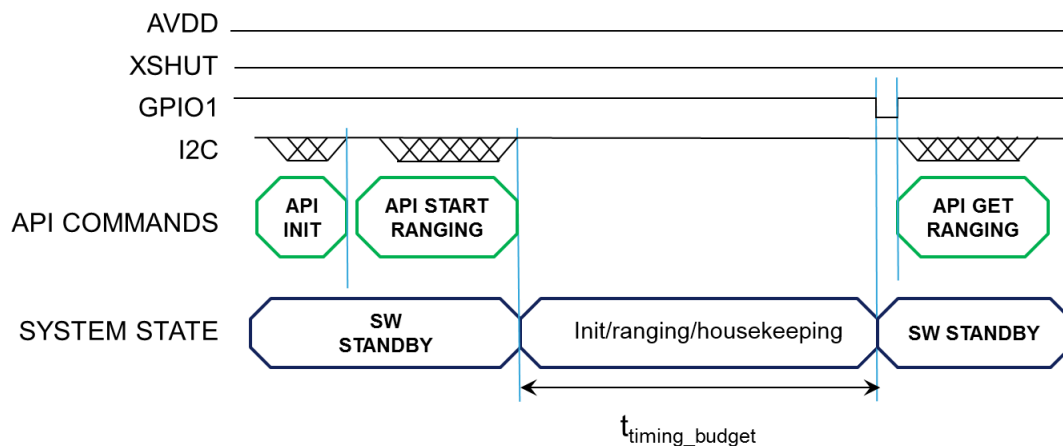 AVDD
XSHUT
GPIO1
I2C
API COMMANDS
API
INIT
API START
RANGING
API GET
RANGING
SYSTEM STATE
SW
STANDBY
Init/ranging/housekeeping
SW STANDBY
ttiming_budget